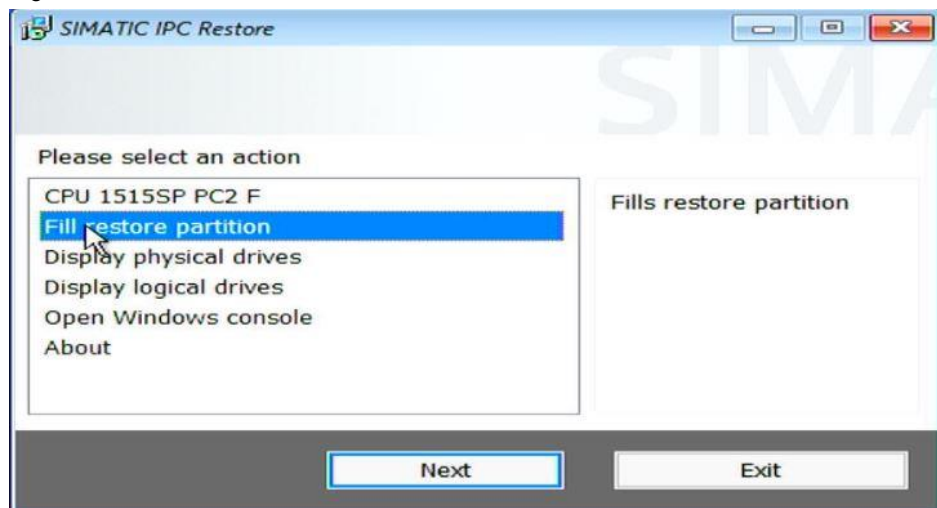 SIMATIC IPC Restore
SIMA
Please select an action
CPU 1515SP PC2 F
Fill restore partition
Display physical drives
Display logical drives
Open Windows console
About
Fills restore partition
Next
Exit